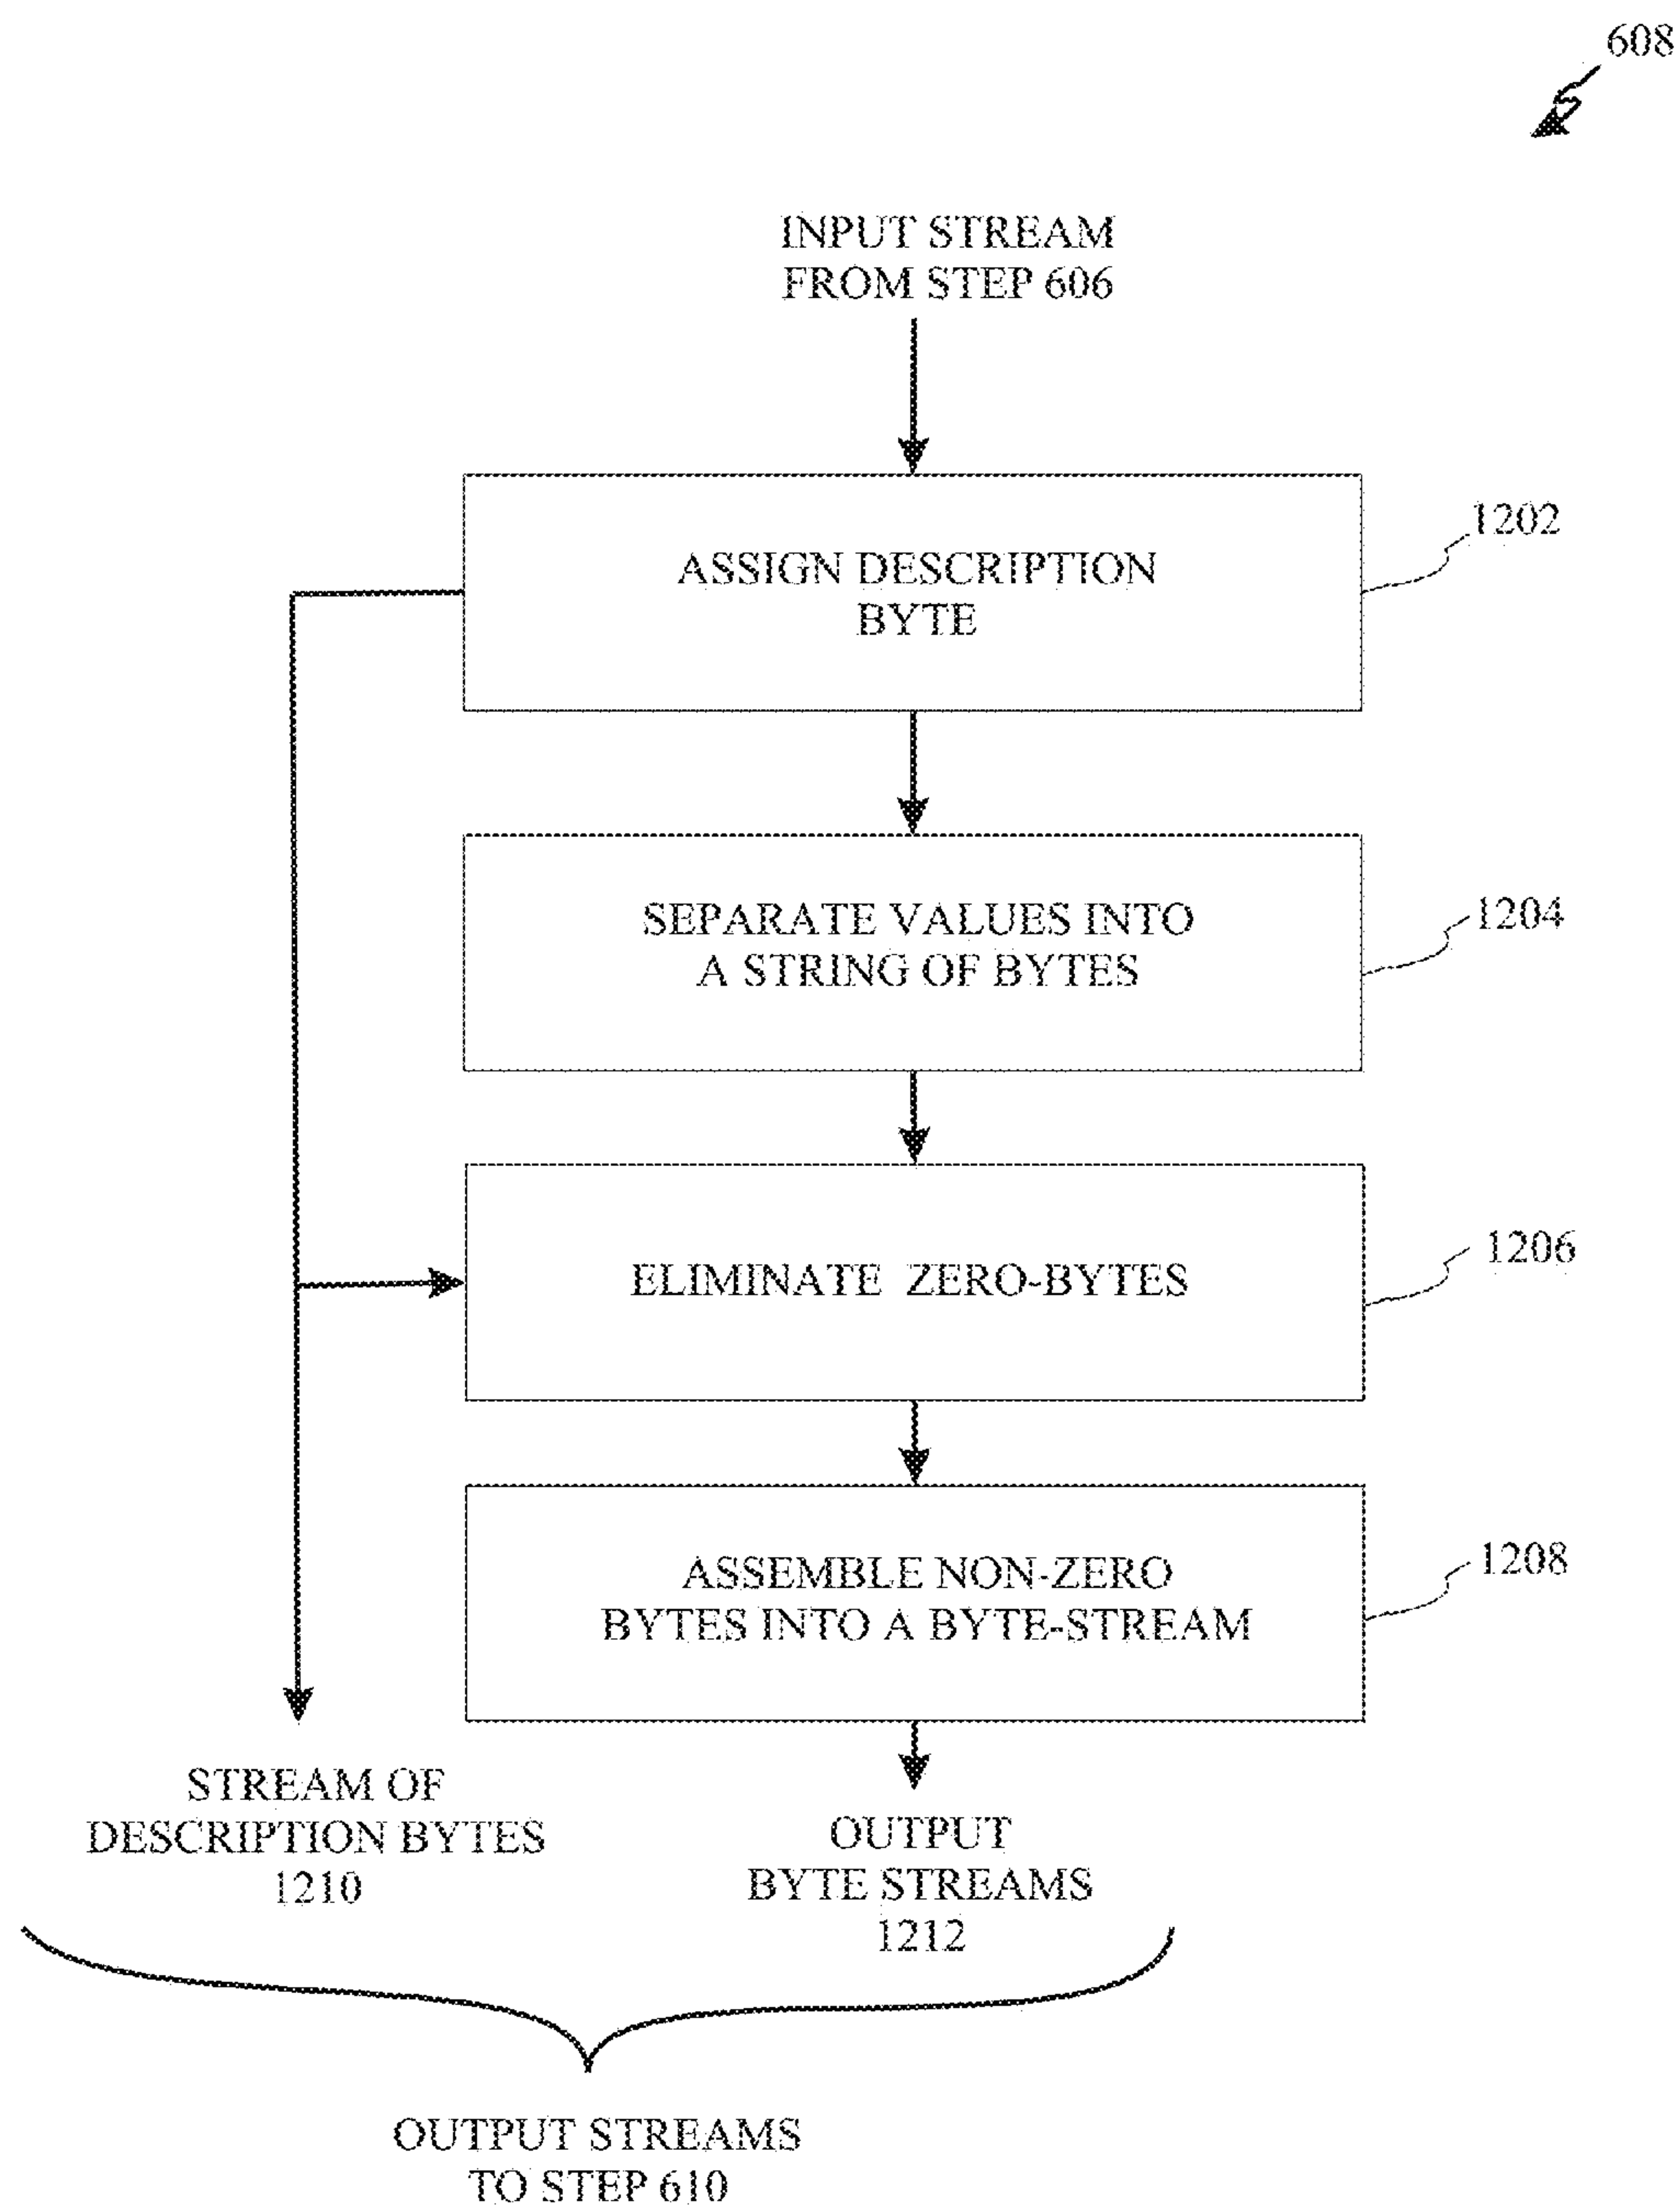 608
INPUT STREAM
FROM STEP 606
ASSIGN DESCRIPTION
BYTE
1202
SEPARATE VALUES INTO
A STRING OF BYTES
1204
ELIMINATE ZERO-BYTES
1206
ASSEMBLE NON-ZERO
BYTES INTO A BYTE-STREAM
1208
STREAM OF
DESCRIPTION BYTES
1210
OUTPUT
BYTE STREAMS
1212
OUTPUT STREAMS
TO STEP 610